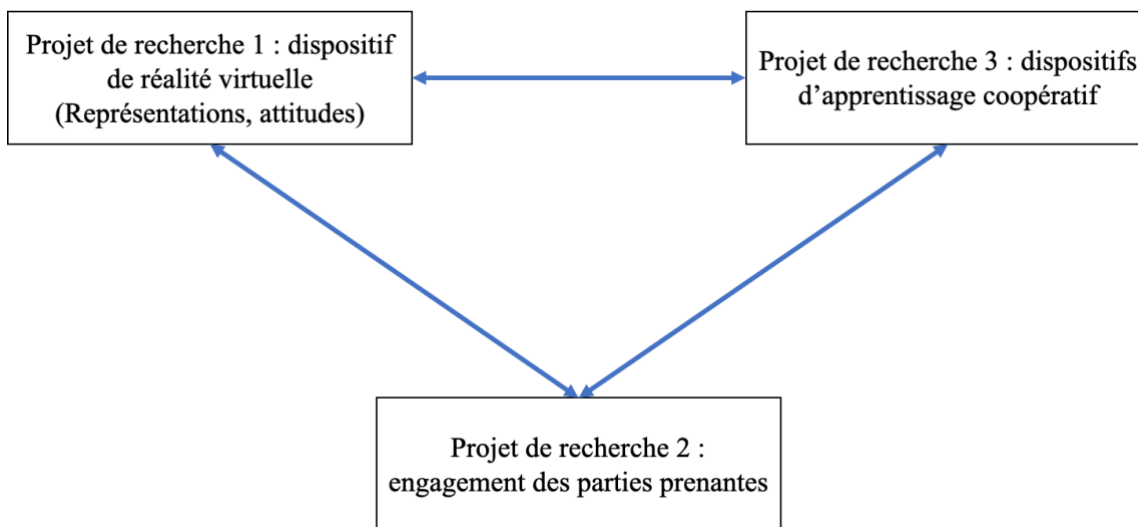 Projet de recherche 1 : dispositif
de réalité virtuelle
(Représentations, attitudes)
Projet de recherche 3 : dispositifs
d’apprentissage coopératif
Projet de recherche 2 :
engagement des parties prenantes